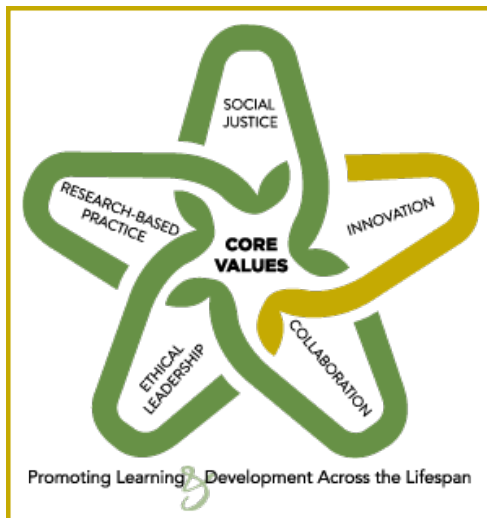 SOCIAL
JUSTICE
RESEARCH-BASED
PRACTICE
INNOVATION
CORE
VALUES
ETHICAL
LEADERSHIP
COLLABORATION
Promoting Learning & Development Across the Lifespan